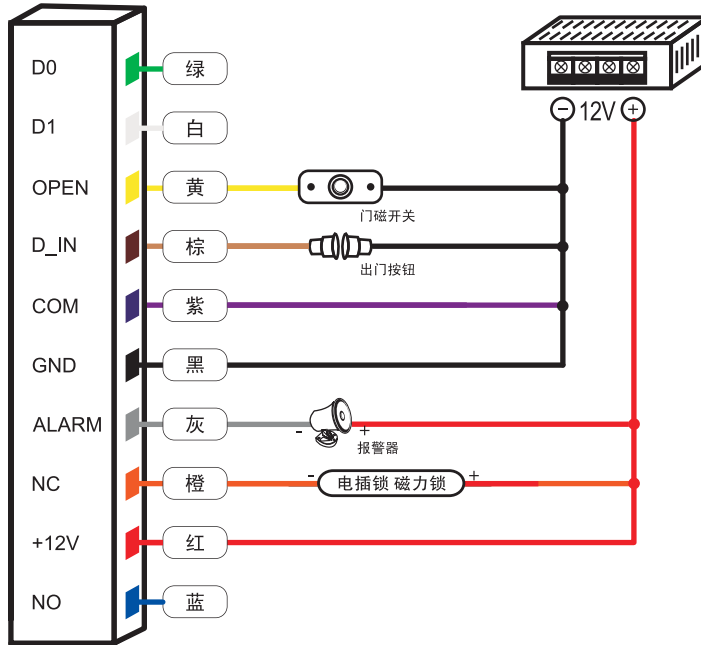 D0 绿
D1 白
OPEN 黄
门磁开关
D_IN 棕
出门按钮
COM 紫
GND 黑
ALARM 灰 - +
报警器
NC 橙 - 电插锁 磁力锁 +
+12V 红
NO 蓝
- 12V +